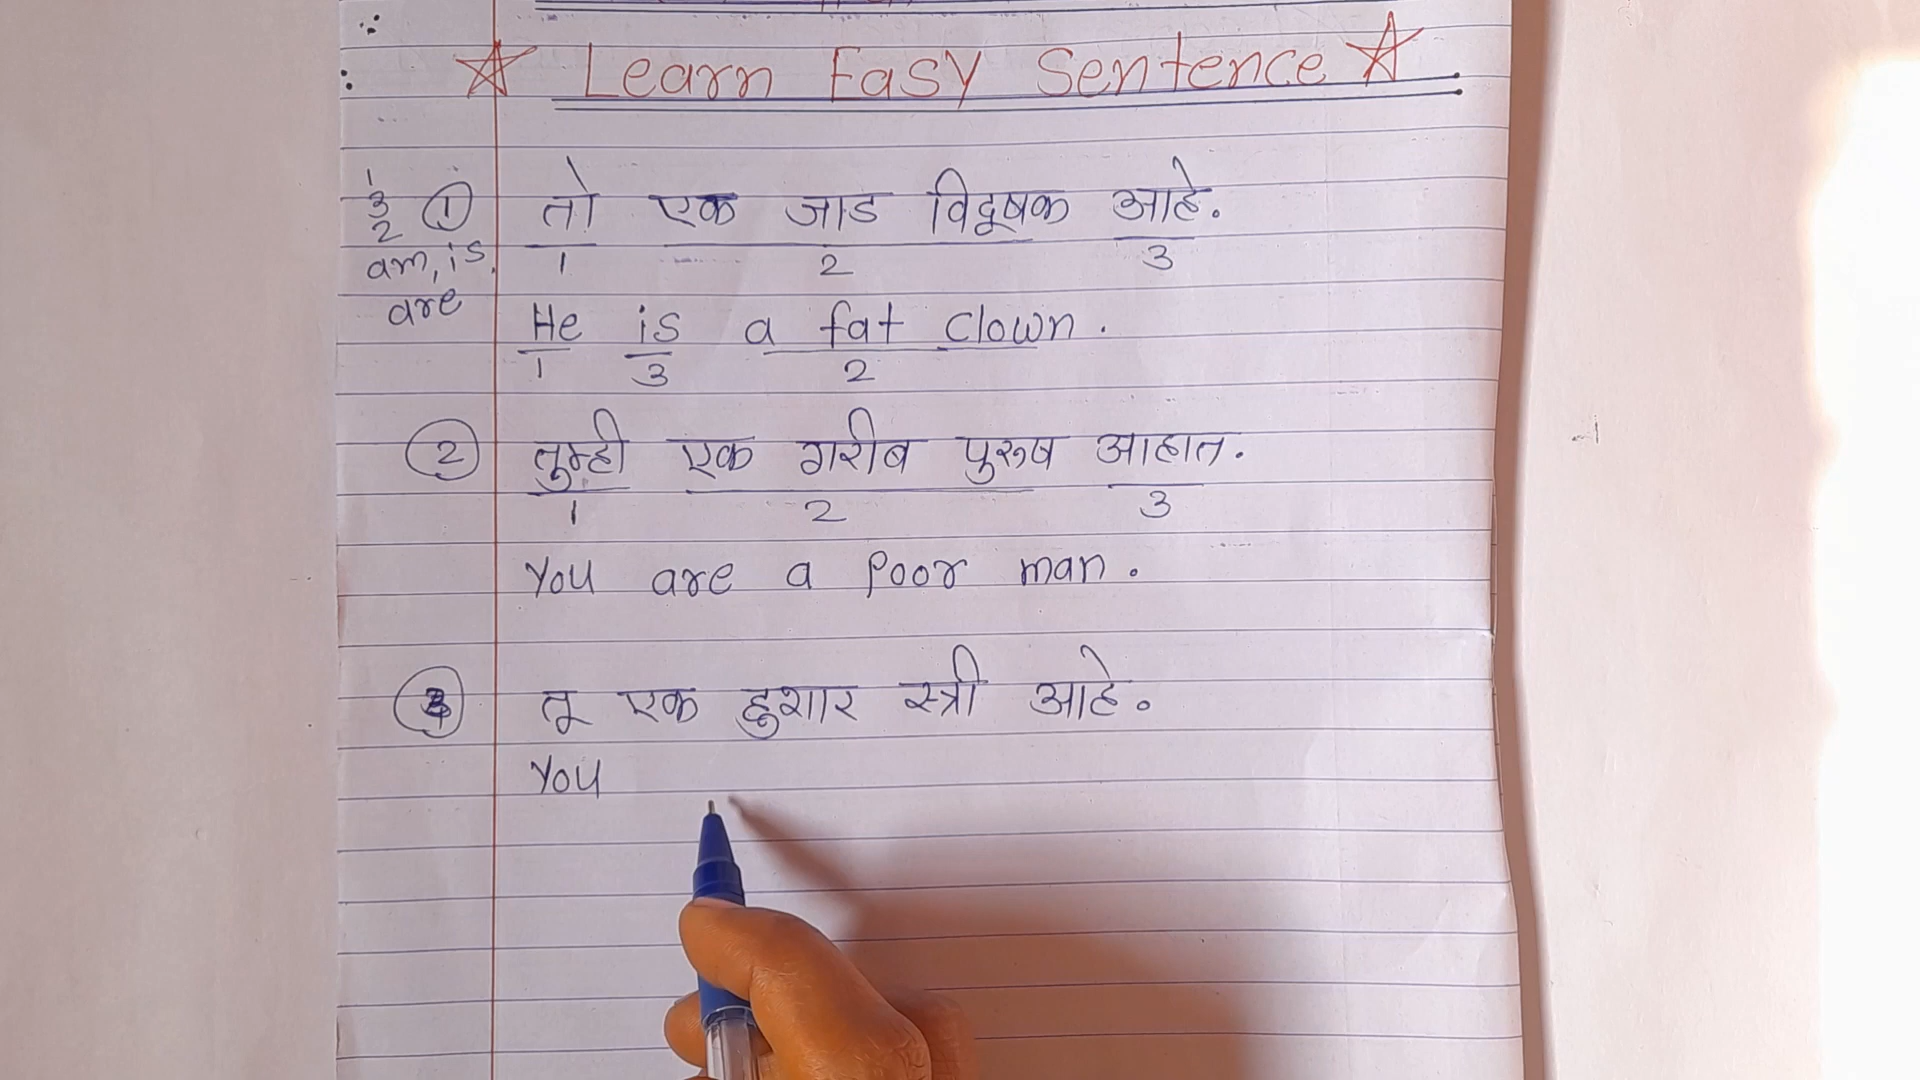 ☆ Learn Easy Sentence ☆
1
3
2
am, is,
are
① तो एक जाड विदूषक आहे.
1 2 3
He is a fat clown.
1 3 2
② तुम्ही एक गरीब पुरूष आहात.
1 2 3
You are a poor man.
③ तू एक हुशार स्त्री आहे.
You